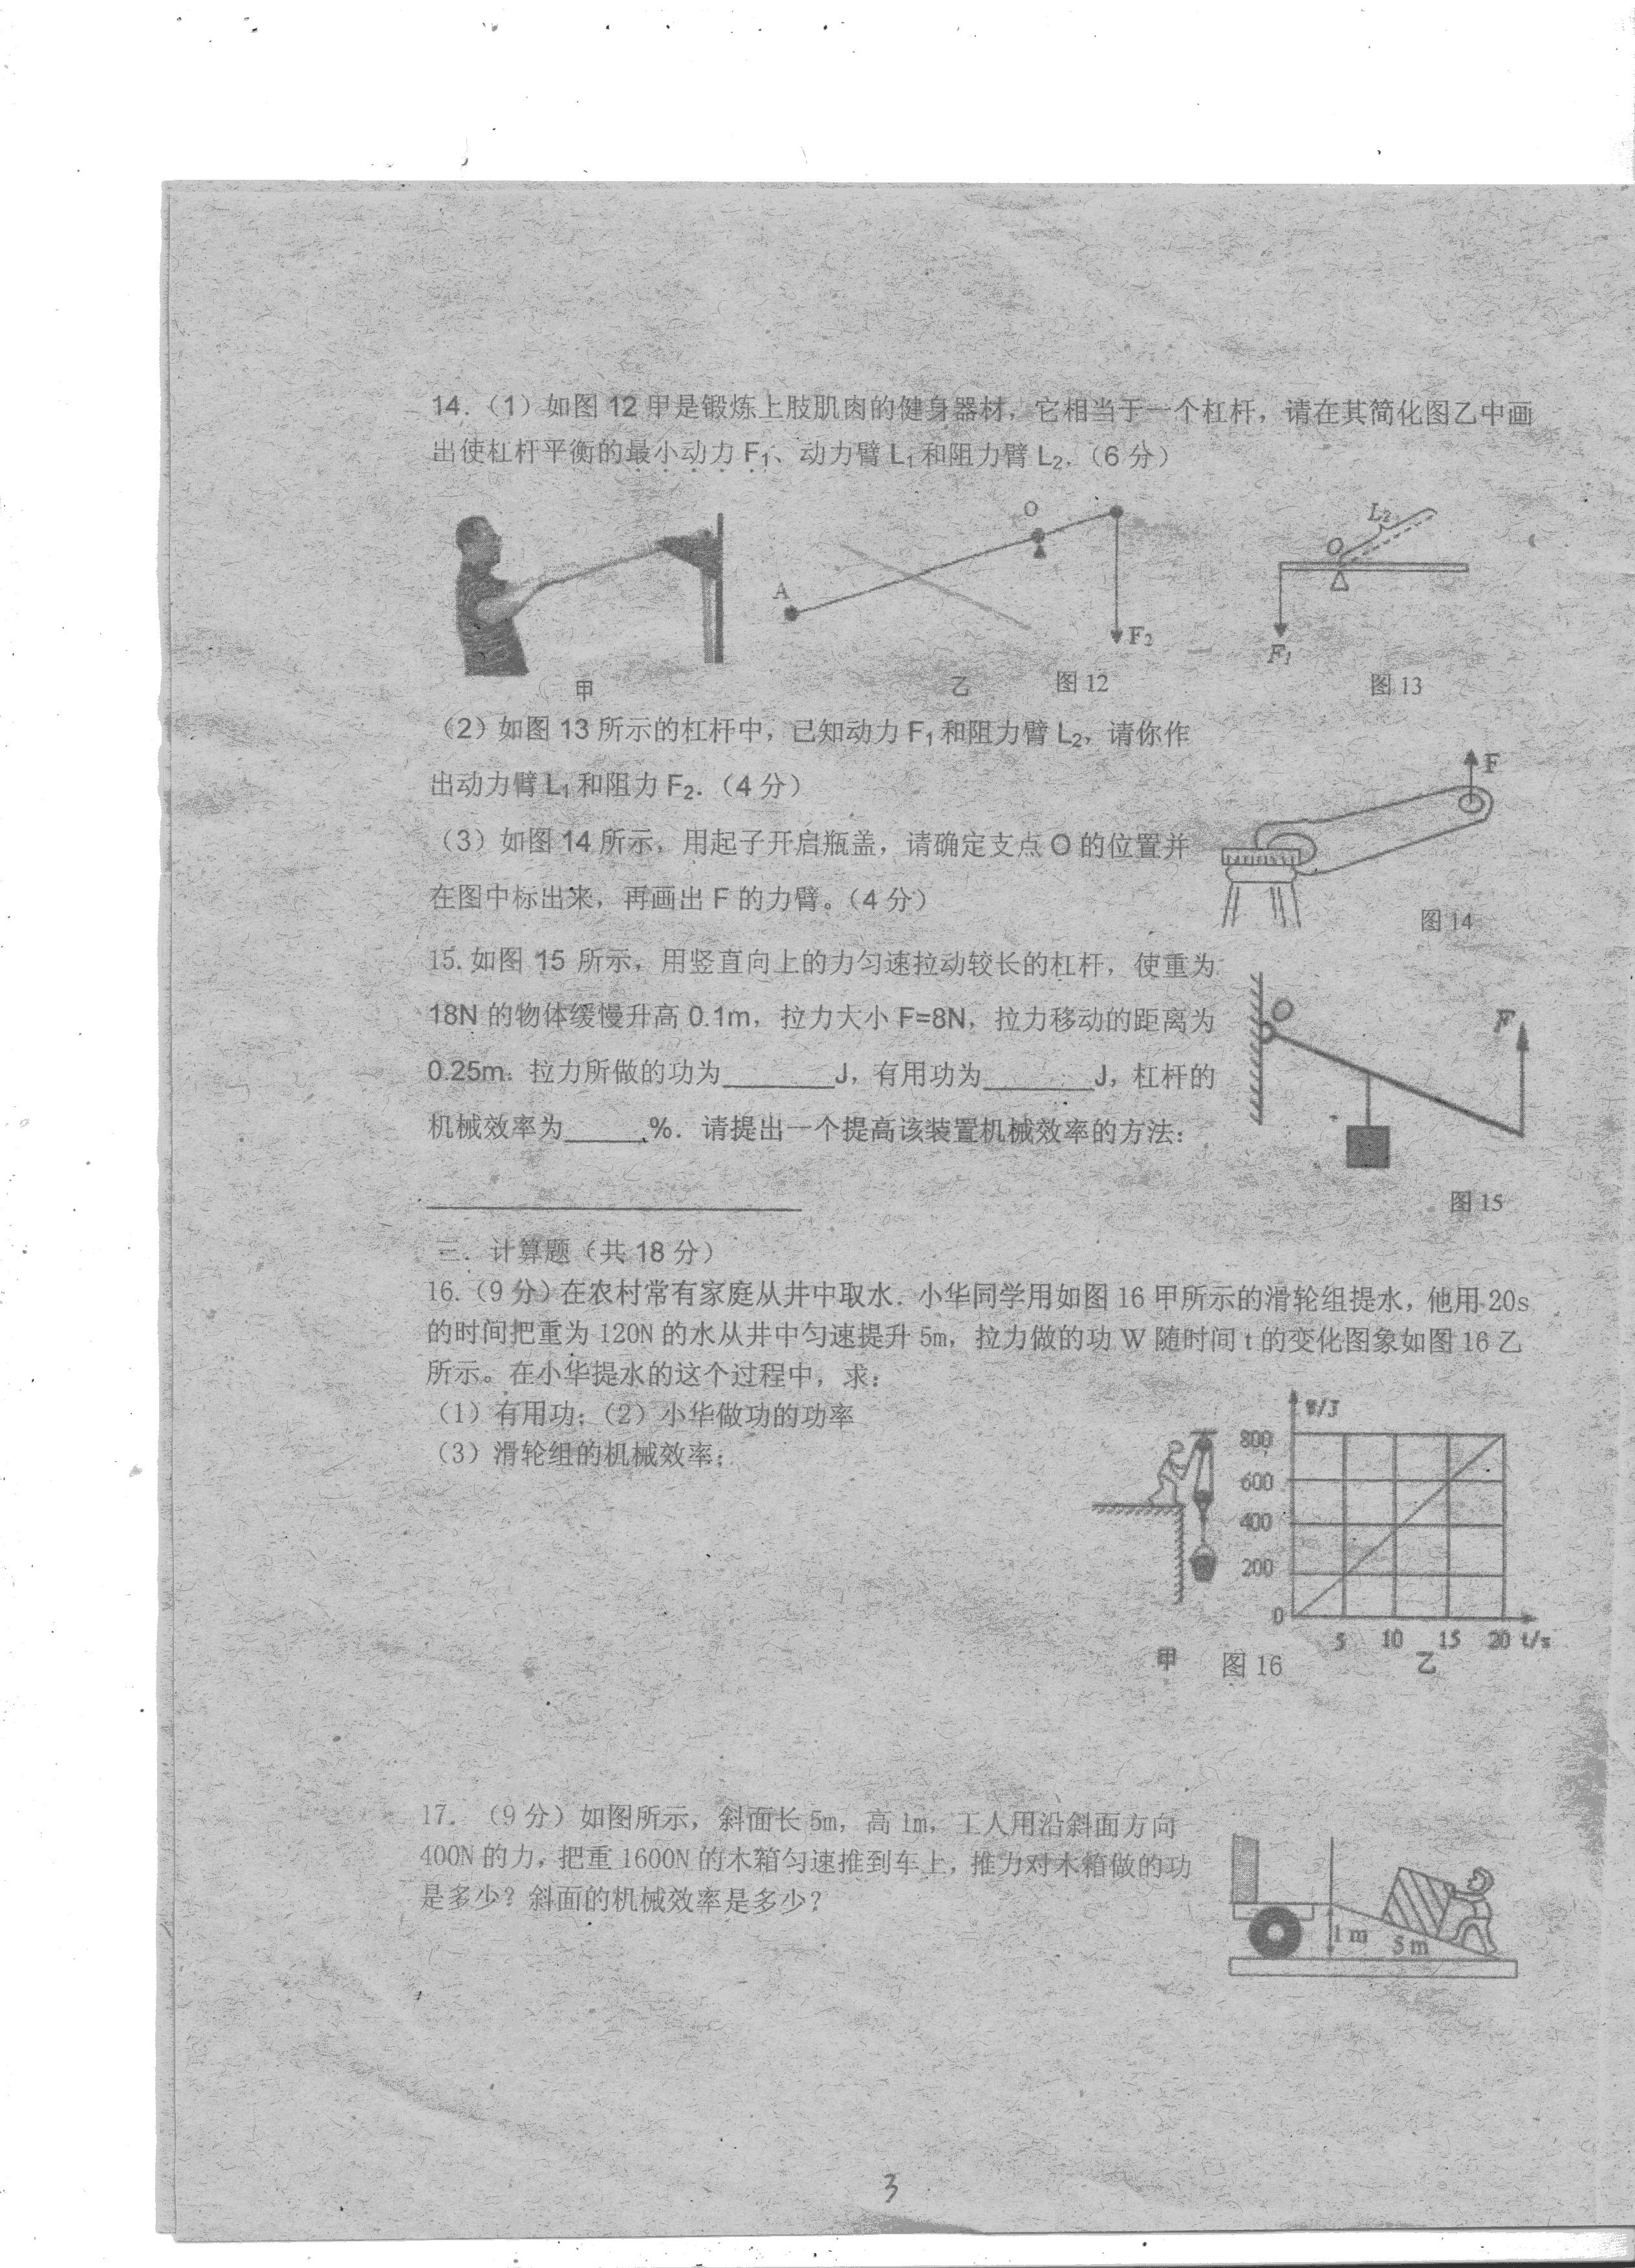 14.（1）如图 12 甲是锻炼上肢肌肉的健身器材，它相当于一个杠杆，请在其简化图乙中画
出使杠杆平衡的最小动力 F₁、动力臂 L₁和阻力臂 L₂.（6 分）
O
A
F₂
甲
乙
图 12
L₂
O
F₁
图 13
（2）如图 13 所示的杠杆中，已知动力 F₁和阻力臂 L₂，请你作
出动力臂 L₁和阻力 F₂.（4 分）
（3）如图 14 所示，用起子开启瓶盖，请确定支点 O 的位置并
在图中标出来，再画出 F 的力臂。（4 分）
F
图 14
15. 如图 15 所示，用竖直向上的力匀速拉动较长的杠杆，使重为
18N 的物体缓慢升高 0.1m，拉力大小 F=8N，拉力移动的距离为
0.25m．拉力所做的功为_______J，有用功为_______J，杠杆的
机械效率为_____%．请提出一个提高该装置机械效率的方法：
O
F
图 15
三．计算题（共 18 分）
16.（9 分）在农村常有家庭从井中取水．小华同学用如图 16 甲所示的滑轮组提水，他用 20s
的时间把重为 120N 的水从井中匀速提升 5m，拉力做的功 W 随时间 t 的变化图象如图 16 乙
所示。在小华提水的这个过程中，求：
（1）有用功；（2）小华做功的功率
（3）滑轮组的机械效率；
W/J
800
600
400
200
0
5 10 15 20 t/s
甲 图 16 乙
17. （9 分）如图所示，斜面长 5m，高 1m，工人用沿斜面方向
400N 的力，把重 1600N 的木箱匀速推到车上，推力对木箱做的功
是多少？斜面的机械效率是多少？
1m
5m
3